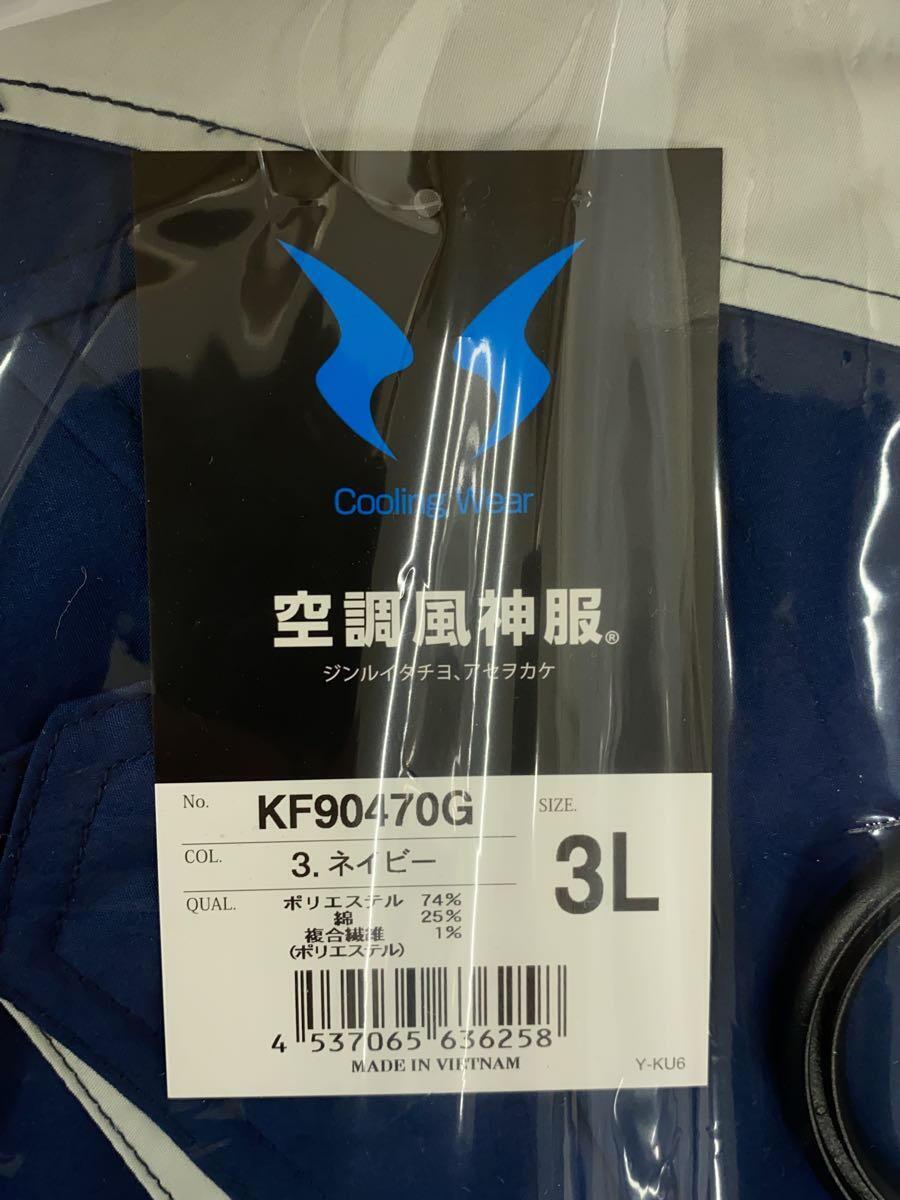 Cooling Wear
空調風神服®
ジンルイタチヨ、アセヲカケ
No. KF90470G
SIZE. 3L
COL. 3. ネイビー
QUAL. ポリエステル 74%
綿 25%
複合繊維 1%
(ポリエステル)
4 537065 636258
MADE IN VIETNAM
Y-KU6